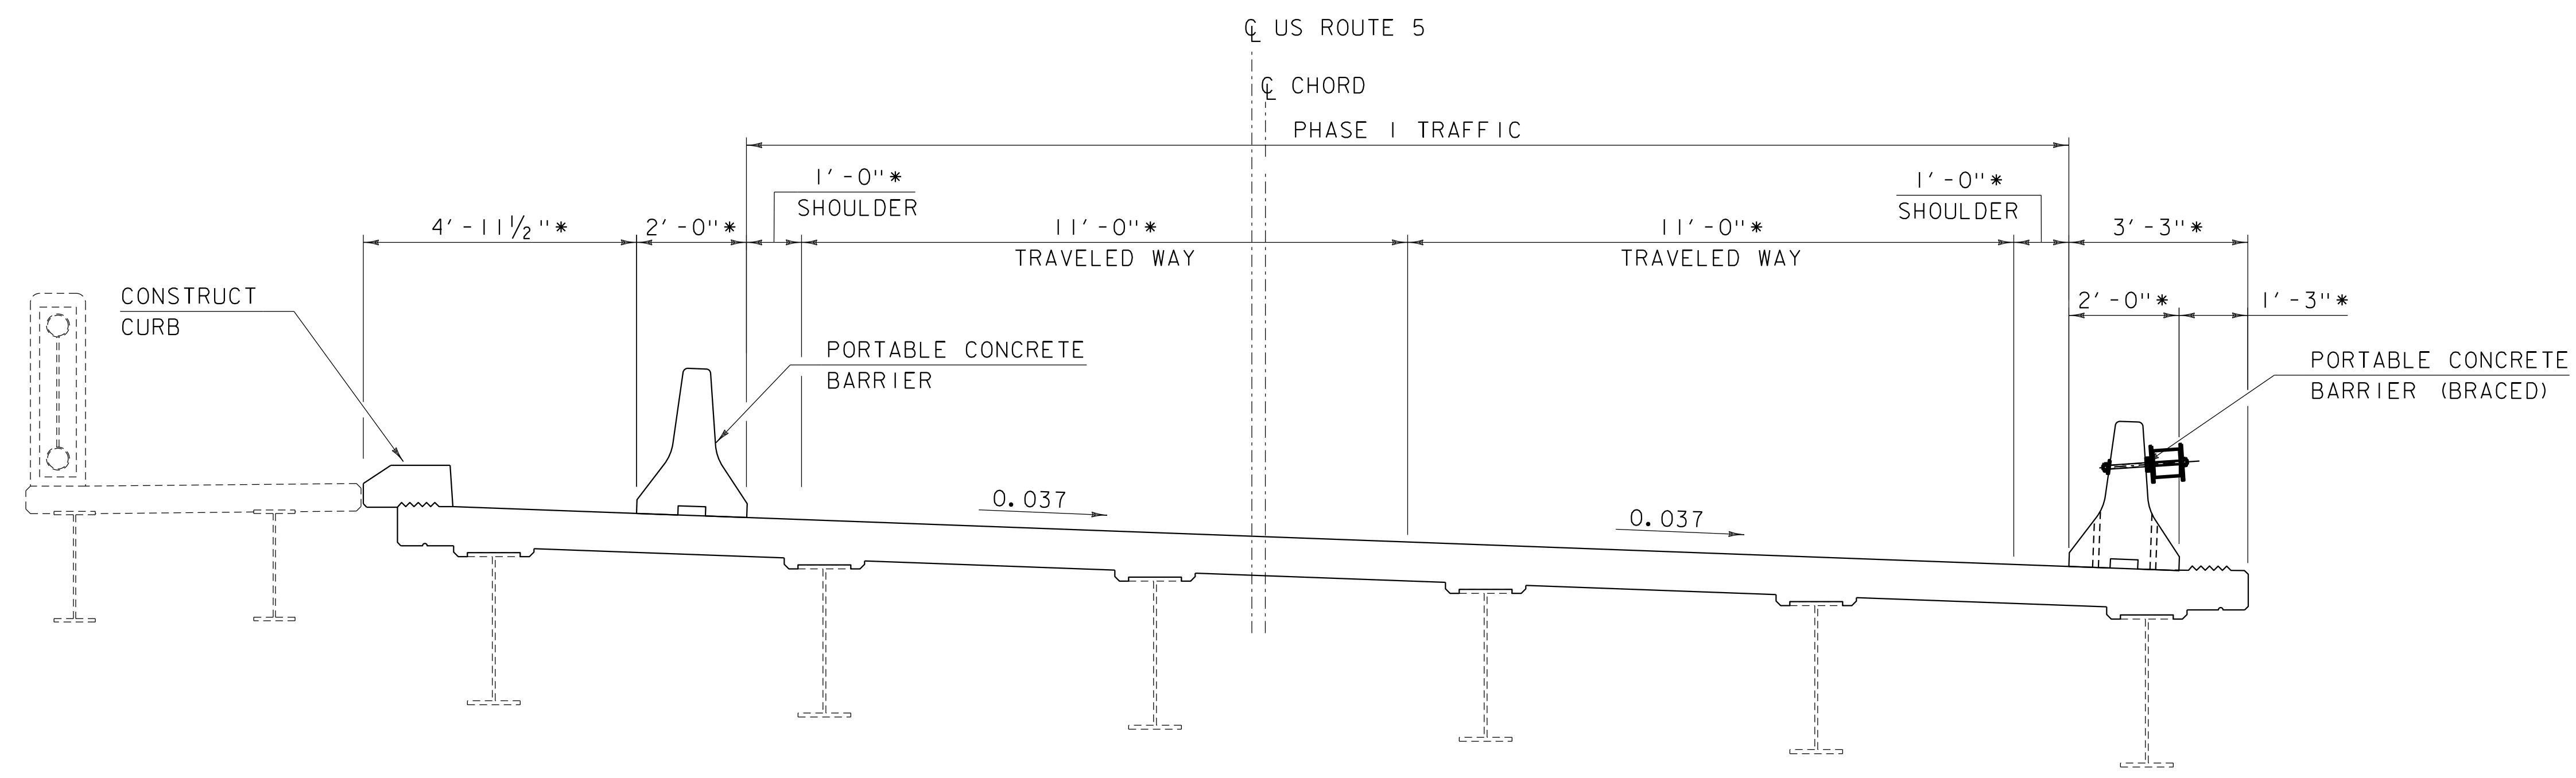 ℄ US ROUTE 5
℄ CHORD
PHASE 1 TRAFFIC
1'-0"*
SHOULDER
1'-0"*
SHOULDER
4'-11½"*
2'-0"*
11'-0"*
TRAVELED WAY
11'-0"*
TRAVELED WAY
3'-3"*
2'-0"*
1'-3"*
CONSTRUCT
CURB
PORTABLE CONCRETE
BARRIER
PORTABLE CONCRETE
BARRIER (BRACED)
0.037
0.037